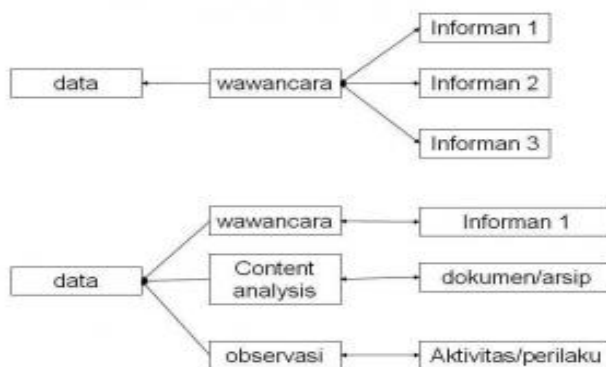 Informan 1
data
wawancara
Informan 2
Informan 3
wawancara
Informan 1
data
Content
analysis
dokumen/arsip
observasi
Aktivitas/perilaku